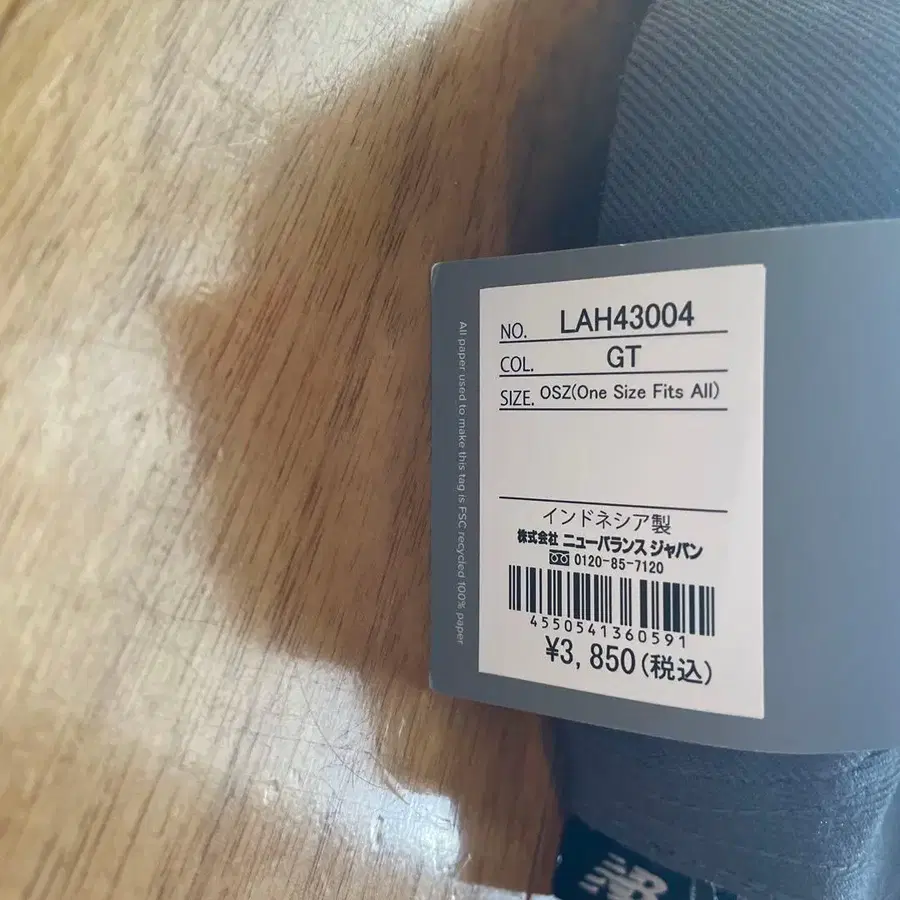 All paper used to make this tag is FSC recycled 100% paper
NO. LAH43004
COL. GT
SIZE. OSZ(One Size Fits All)
インドネシア製
株式会社 ニューバランス ジャパン
0120-85-7120
4550541360591
¥3,850(税込)
NB